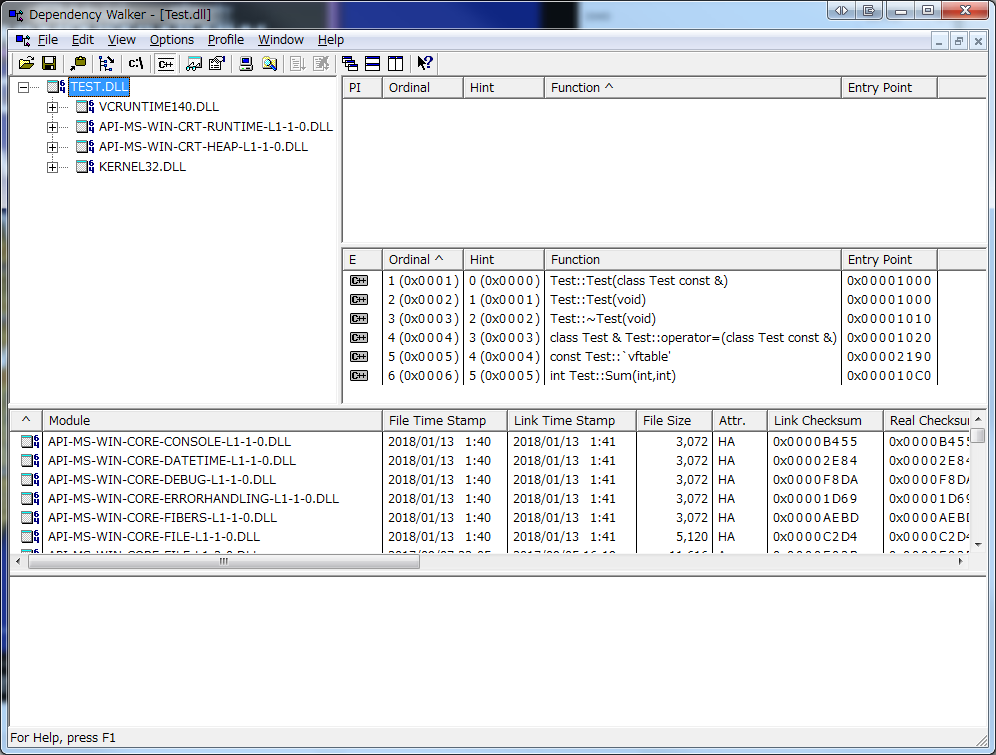 Dependency Walker - [Test.dll]
File Edit View Options Profile Window Help
C:\ C++
TEST.DLL
VCRUNTIME140.DLL
API-MS-WIN-CRT-RUNTIME-L1-1-0.DLL
API-MS-WIN-CRT-HEAP-L1-1-0.DLL
KERNEL32.DLL
PI Ordinal Hint Function ^ Entry Point
E Ordinal ^ Hint Function Entry Point
C++ 1 (0x0001) 0 (0x0000) Test::Test(class Test const &) 0x00001000
C++ 2 (0x0002) 1 (0x0001) Test::Test(void) 0x00001000
C++ 3 (0x0003) 2 (0x0002) Test::~Test(void) 0x00001010
C++ 4 (0x0004) 3 (0x0003) class Test & Test::operator=(class Test const &) 0x00001020
C++ 5 (0x0005) 4 (0x0004) const Test::`vftable' 0x00002190
C++ 6 (0x0006) 5 (0x0005) int Test::Sum(int,int) 0x000010C0
^ Module File Time Stamp Link Time Stamp File Size Attr. Link Checksum Real Checksu
API-MS-WIN-CORE-CONSOLE-L1-1-0.DLL 2018/01/13 1:40 2018/01/13 1:41 3,072 HA 0x0000B455 0x0000B455
API-MS-WIN-CORE-DATETIME-L1-1-0.DLL 2018/01/13 1:40 2018/01/13 1:41 3,072 HA 0x00002E84 0x00002E84
API-MS-WIN-CORE-DEBUG-L1-1-0.DLL 2018/01/13 1:40 2018/01/13 1:41 3,072 HA 0x0000F8DA 0x0000F8DA
API-MS-WIN-CORE-ERRORHANDLING-L1-1-0.DLL 2018/01/13 1:40 2018/01/13 1:41 3,072 HA 0x00001D69 0x00001D69
API-MS-WIN-CORE-FIBERS-L1-1-0.DLL 2018/01/13 1:40 2018/01/13 1:41 3,072 HA 0x0000AEBD 0x0000AEBD
API-MS-WIN-CORE-FILE-L1-1-0.DLL 2018/01/13 1:40 2018/01/13 1:41 5,120 HA 0x0000C2D4 0x0000C2D4
For Help, press F1